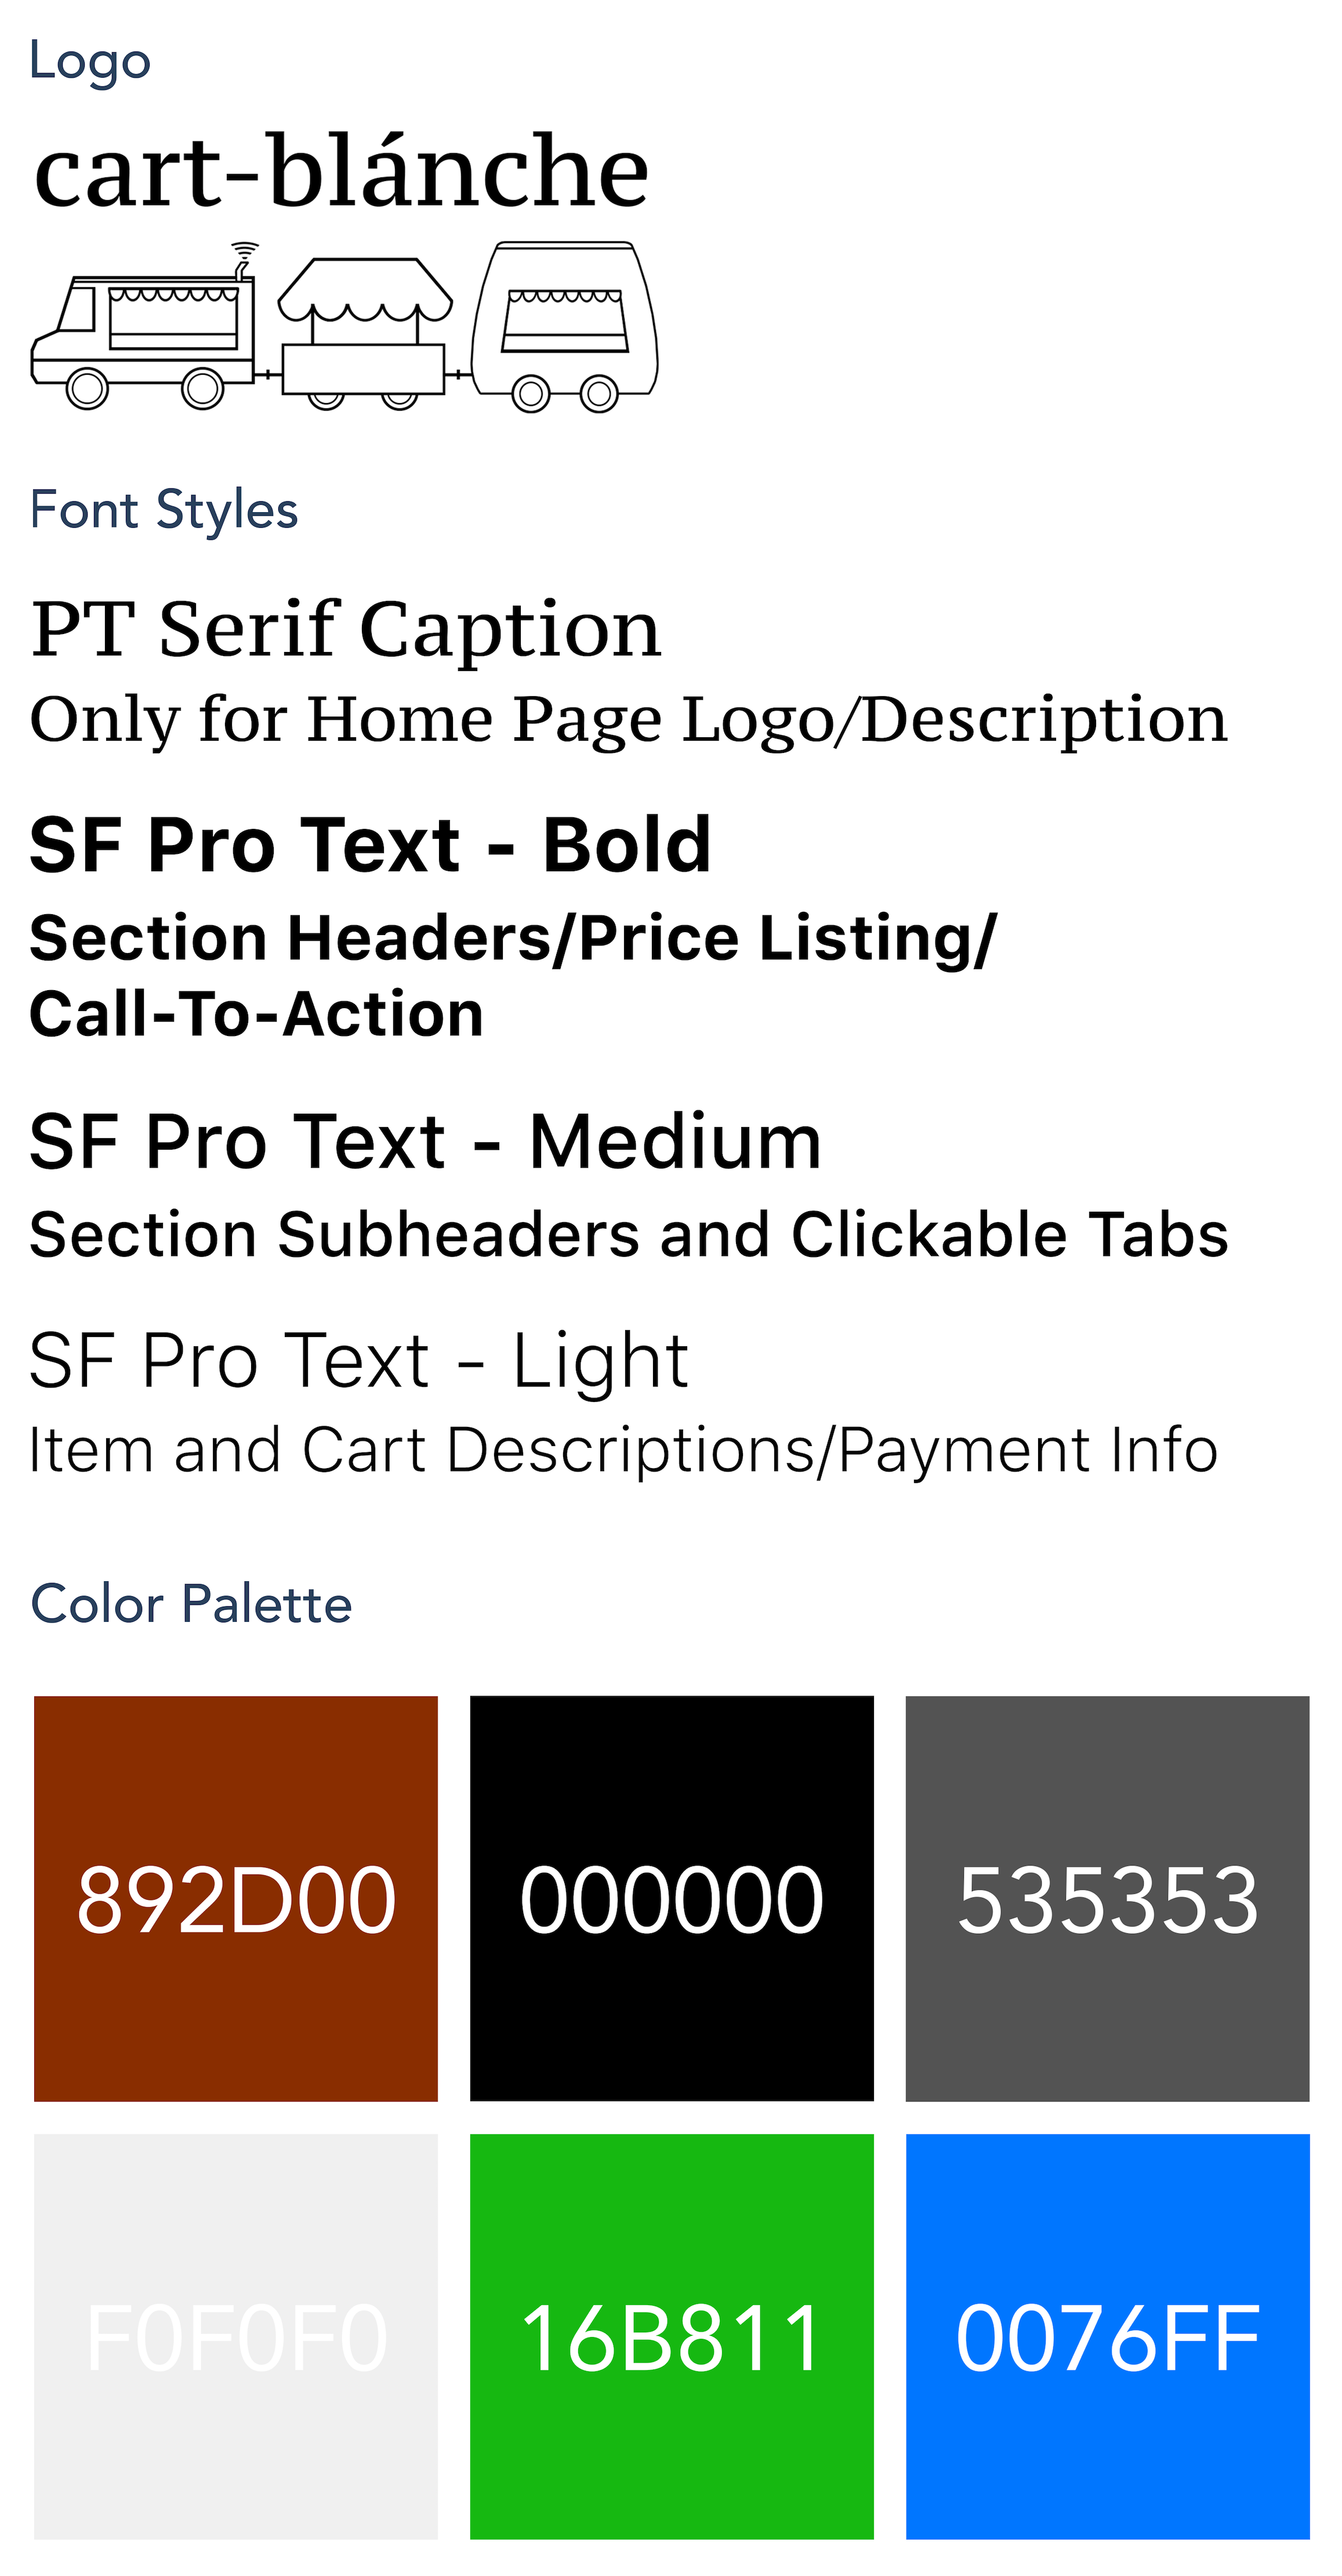 Logo
cart-blánche
Font Styles
PT Serif Caption
Only for Home Page Logo/Description
SF Pro Text - Bold
Section Headers/Price Listing/
Call-To-Action
SF Pro Text - Medium
Section Subheaders and Clickable Tabs
SF Pro Text - Light
Item and Cart Descriptions/Payment Info
Color Palette
892D00 000000 535353
F0F0F0 16B811 0076FF